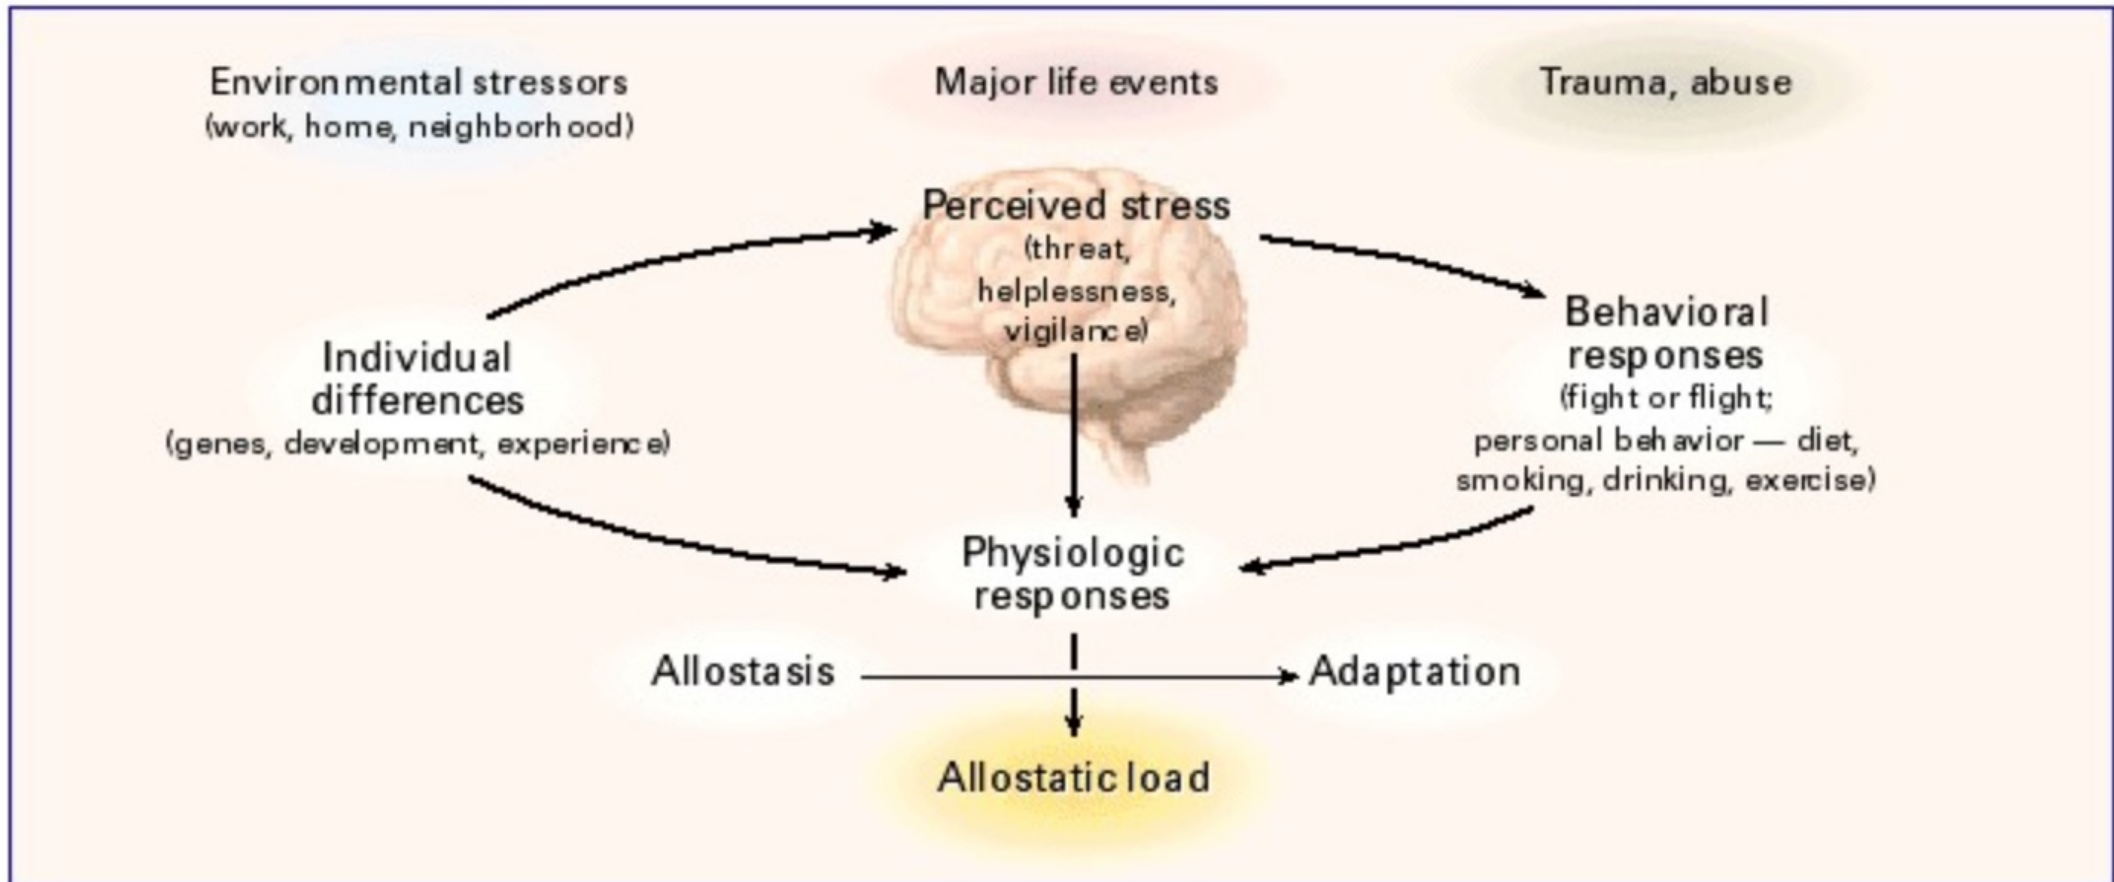 Environmental stressors
(work, home, neighborhood)
Major life events
Trauma, abuse
Perceived stress
(threat,
helplessness,
vigilance)
Individual
differences
(genes, development, experience)
Behavioral
responses
(fight or flight;
personal behavior — diet,
smoking, drinking, exercise)
Physiologic
responses
Allostasis
Adaptation
Allostatic load